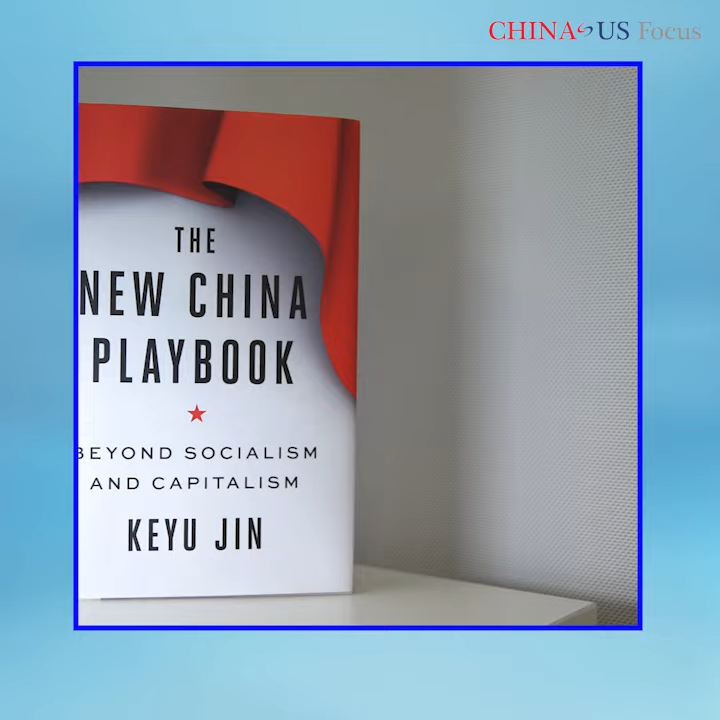 CHINA US Focus
THE
NEW CHINA
PLAYBOOK
BEYOND SOCIALISM
AND CAPITALISM
KEYU JIN